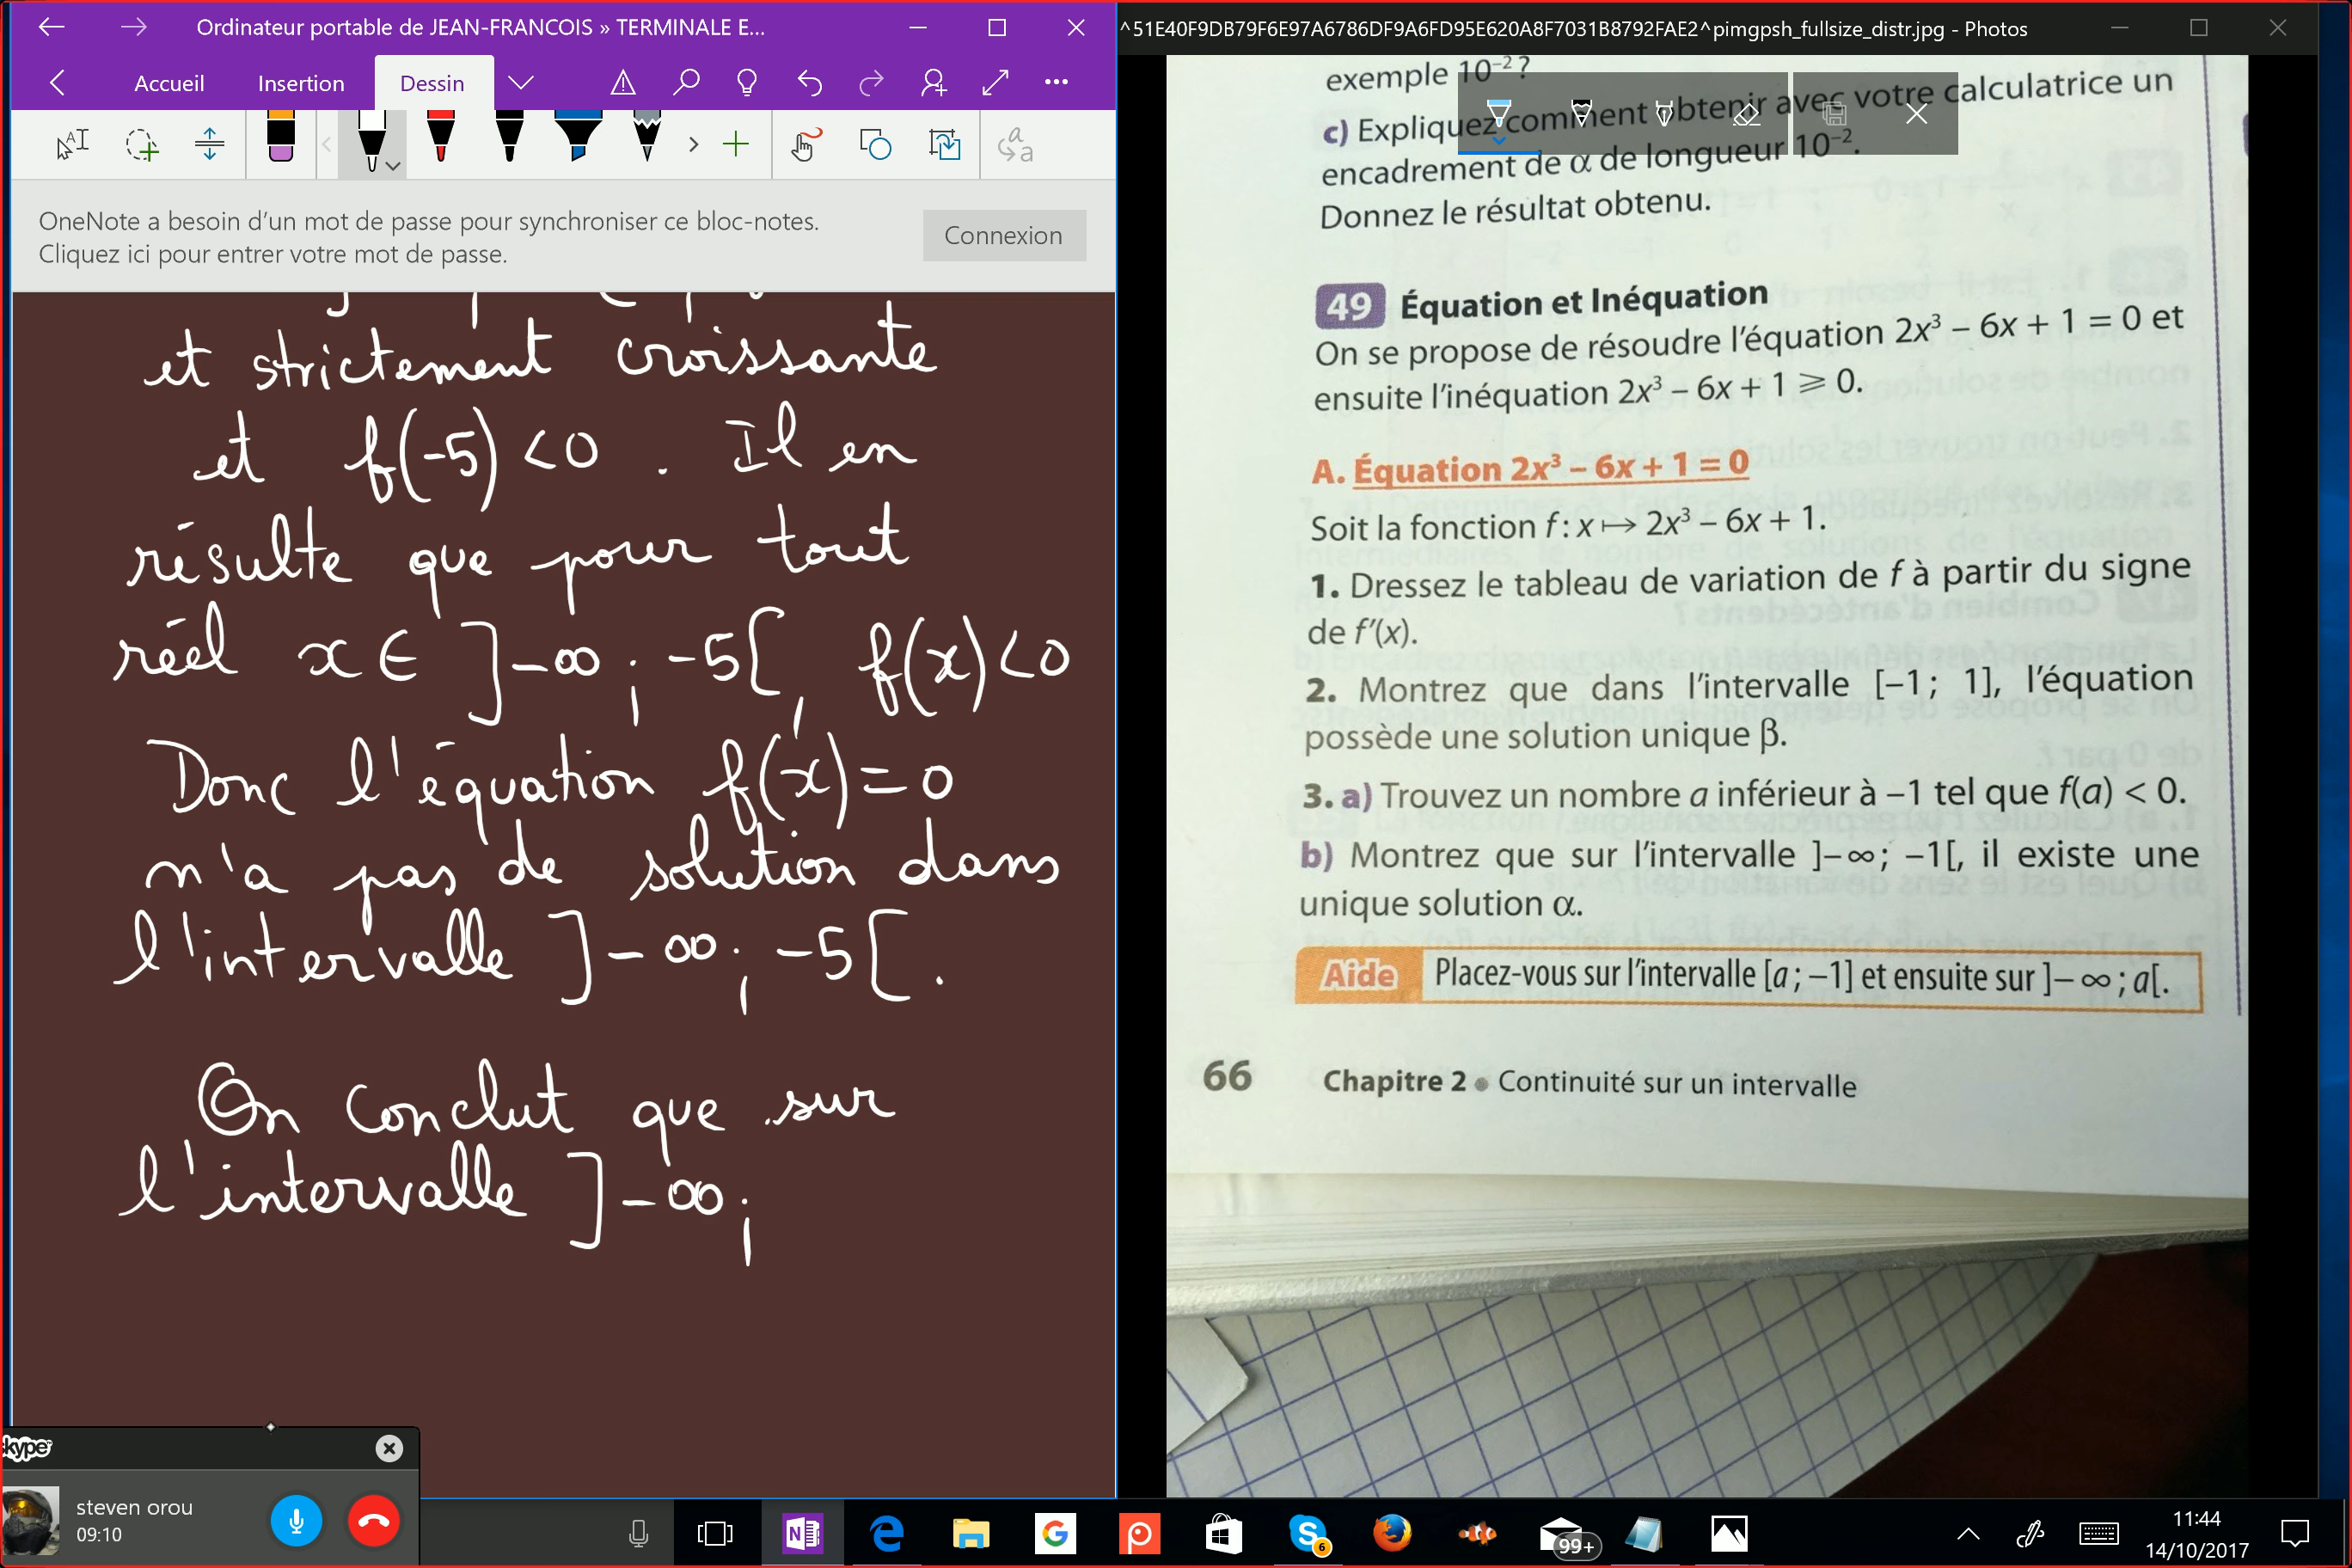 Ordinateur portable de JEAN-FRANCOIS » TERMINALE E...
Accueil Insertion Dessin
OneNote a besoin d'un mot de passe pour synchroniser ce bloc-notes.
Cliquez ici pour entrer votre mot de passe.
Connexion
et strictement croissante
et f(-5) <0 . Il en
résulte que pour tout
réel x ∈ ]-∞ ; -5[, f(x) <0
Donc l'équation f(x) = 0
n'a pas de solution dans
l'intervalle ]-∞ ; -5[ .
On conclut que sur
l'intervalle ]-∞ ;
^51E40F9DB79F6E97A6786DF9A6FD95E620A8F7031B8792FAE2^pimgpsh_fullsize_distr.jpg - Photos
exemple 10⁻² ?
c) Expliquez comment obtenir avec votre calculatrice un
encadrement de α de longueur 10⁻².
Donnez le résultat obtenu.
49 Équation et Inéquation
On se propose de résoudre l'équation 2x³ – 6x + 1 = 0 et
ensuite l'inéquation 2x³ – 6x + 1 ⩾ 0.
A. Équation 2x³ – 6x + 1 = 0
Soit la fonction f : x ↦ 2x³ – 6x + 1.
1. Dressez le tableau de variation de f à partir du signe
de f'(x).
2. Montrez que dans l'intervalle [–1 ; 1], l'équation
possède une solution unique β.
3. a) Trouvez un nombre a inférieur à –1 tel que f(a) < 0.
b) Montrez que sur l'intervalle ]–∞ ; –1[, il existe une
unique solution α.
Aide Placez-vous sur l'intervalle [a ; –1] et ensuite sur ]– ∞ ; a[.
66 Chapitre 2 • Continuité sur un intervalle
skype
steven orou
09:10
99+
6
11:44
14/10/2017